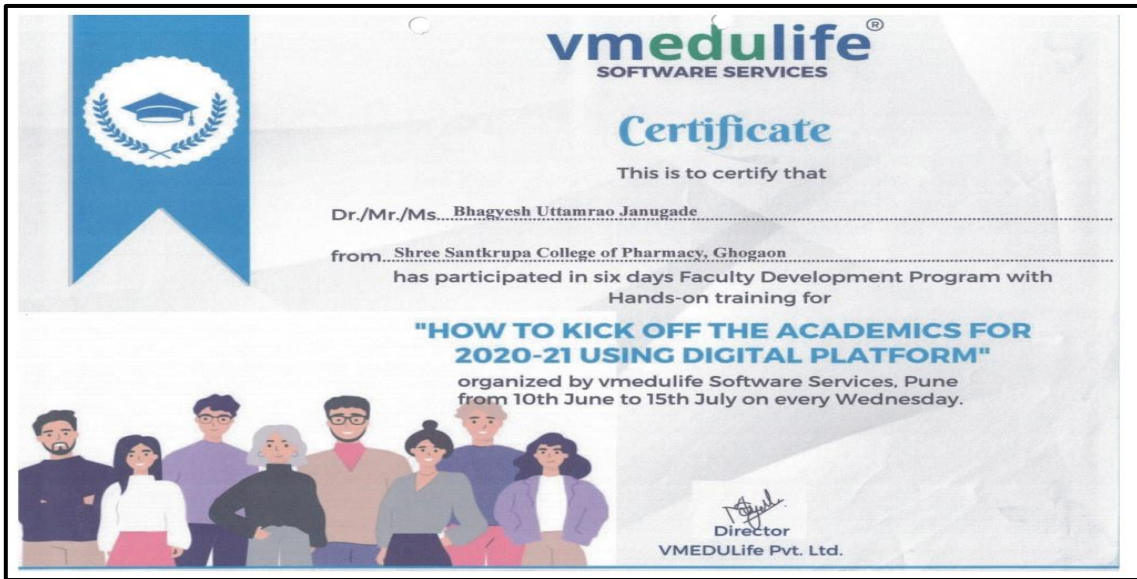 vmedulife®
SOFTWARE SERVICES
Certificate
This is to certify that
Dr./Mr./Ms. Bhagyesh Uttamrao Janugade
from Shree Santkrupa College of Pharmacy, Ghogaon
has participated in six days Faculty Development Program with
Hands-on training for
"HOW TO KICK OFF THE ACADEMICS FOR
2020-21 USING DIGITAL PLATFORM"
organized by vmedulife Software Services, Pune
from 10th June to 15th July on every Wednesday.
Director
VMEDULife Pvt. Ltd.